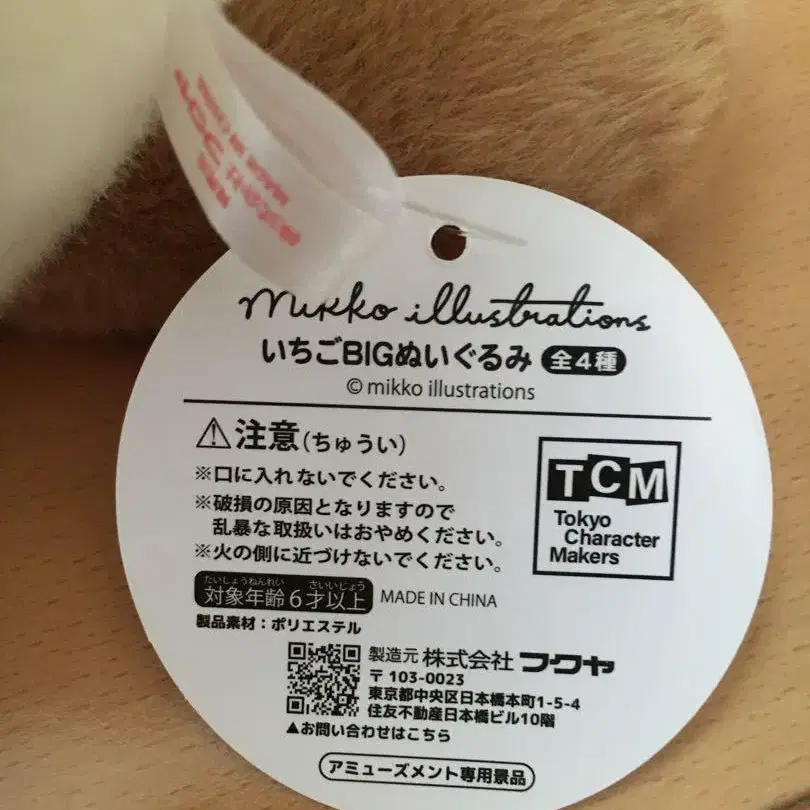 mikko illustrations
いちごBIGぬいぐるみ 全4種
© mikko illustrations
⚠注意(ちゅうい)
※口に入れないでください。
※破損の原因となりますので
乱暴な取扱いはおやめください。
※火の側に近づけないでください。
たいしょうねんれい さいいじょう
対象年齢6才以上 MADE IN CHINA
製品素材:ポリエステル
TCM
Tokyo
Character
Makers
製造元 株式会社 フクヤ
〒103-0023
東京都中央区日本橋本町1-5-4
住友不動産日本橋ビル10階
▲お問い合わせはこちら
アミューズメント専用景品